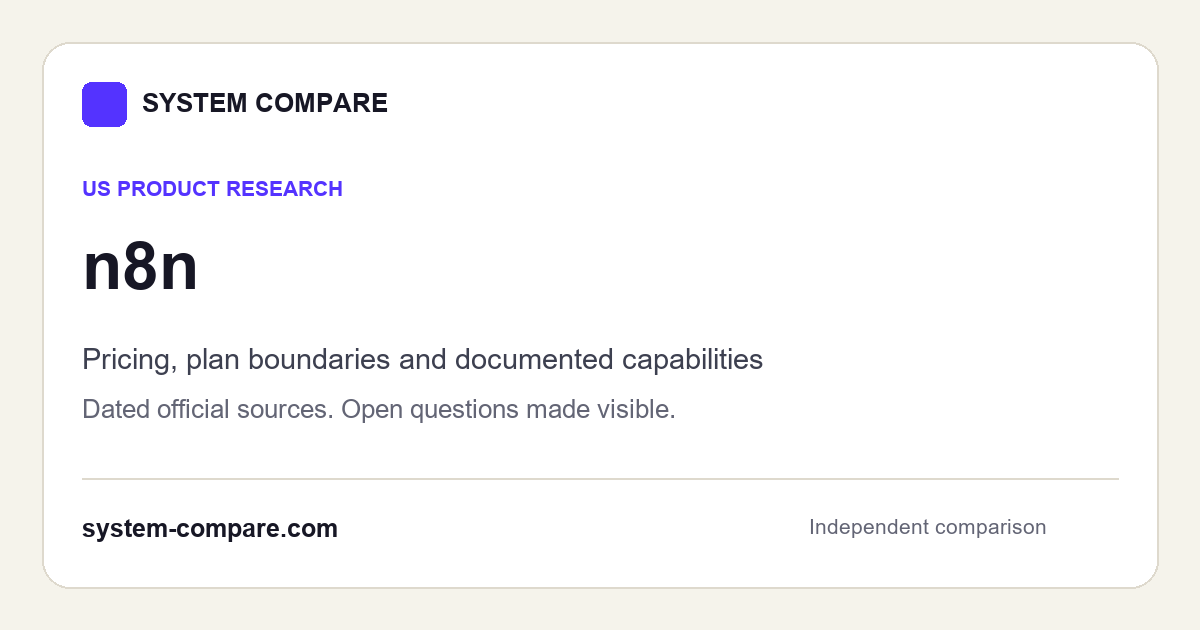 SYSTEM COMPARE
US PRODUCT RESEARCH
n8n
Pricing, plan boundaries and documented capabilities
Dated official sources. Open questions made visible.
system-compare.com
Independent comparison